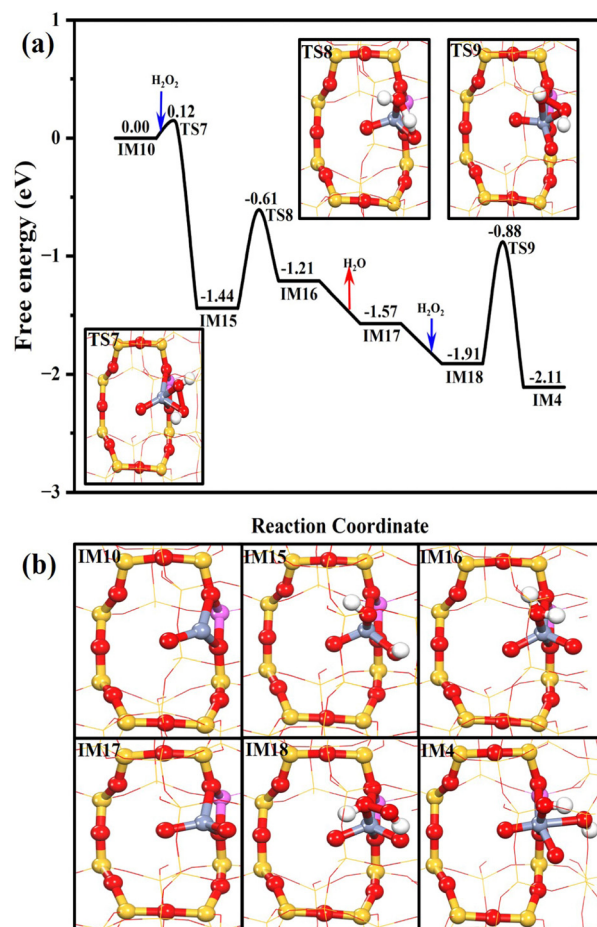 (a)
1
0
−1
−2
−3
Free energy (eV)
TS8
TS9
H₂O₂
0.00
0.12
IM10
TS7
-0.61
TS8
-0.88
TS9
-1.44
IM15
-1.21
IM16
H₂O
-1.57
IM17
H₂O₂
-1.91
IM18
-2.11
IM4
TS7
Reaction Coordinate
(b)
IM10
IM15
IM16
IM17
IM18
IM4